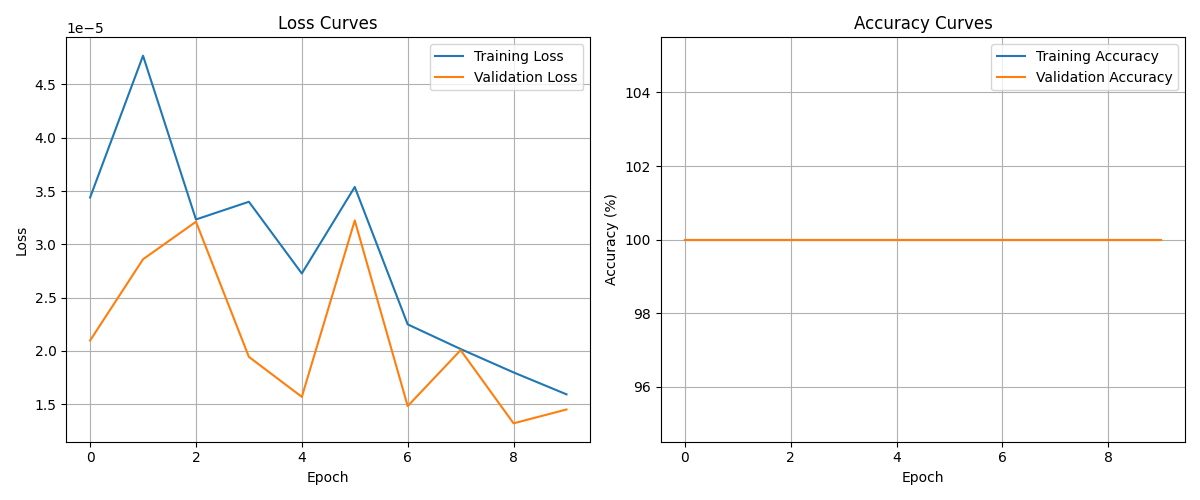 Loss Curves
1e−5
Training Loss
Validation Loss
4.5
4.0
3.5
3.0
2.5
2.0
1.5
Loss
0 2 4 6 8
Epoch
Accuracy Curves
Training Accuracy
Validation Accuracy
104
102
100
98
96
Accuracy (%)
0 2 4 6 8
Epoch